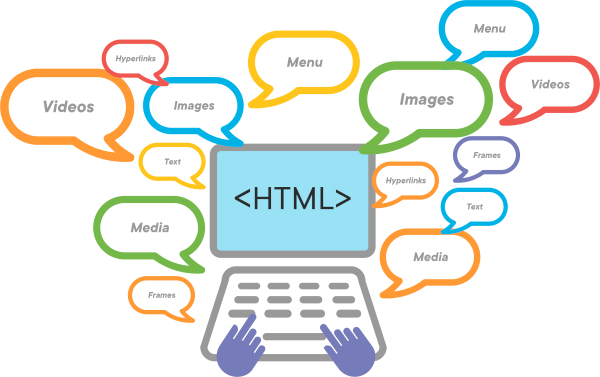 Menu
Hyperlinks
Menu
Videos
Videos
Images
Images
Text
Frames
Hyperlinks
<HTML>
Text
Media
Media
Frames